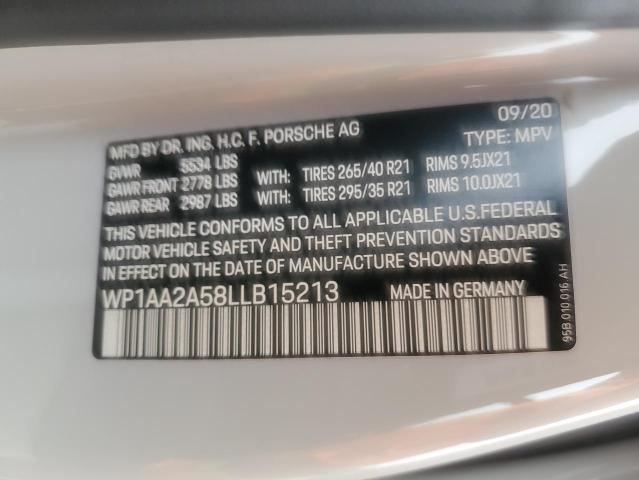 09/20
MFD BY DR. ING. H.C. F. PORSCHE AG TYPE: MPV
GVWR 5534 LBS
GAWR FRONT 2778 LBS WITH: TIRES 265/40 R21 RIMS 9.5JX21
GAWR REAR 2987 LBS WITH: TIRES 295/35 R21 RIMS 10.0JX21
THIS VEHICLE CONFORMS TO ALL APPLICABLE U.S.FEDERAL
MOTOR VEHICLE SAFETY AND THEFT PREVENTION STANDARDS
IN EFFECT ON THE DATE OF MANUFACTURE SHOWN ABOVE
WP1AA2A58LLB15213 MADE IN GERMANY
95B 010 016 AH